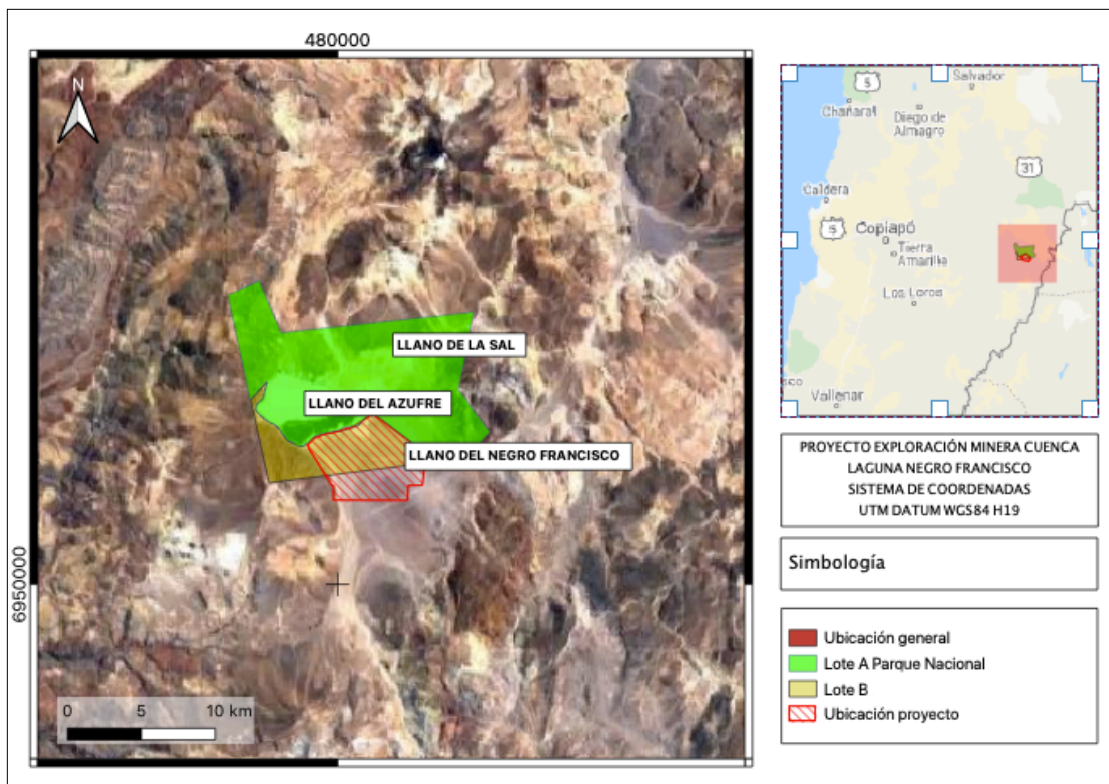 480000
N
LLANO DE LA SAL
LLANO DEL AZUFRE
LLANO DEL NEGRO FRANCISCO
6950000
0 5 10 km
5
Salvador
Chañaral
Diego de
Almagro
31
Caldera
5
Copiapó
Tierra
Amarilla
Los Loros
sco
Vallenar
PROYECTO EXPLORACIÓN MINERA CUENCA
LAGUNA NEGRO FRANCISCO
SISTEMA DE COORDENADAS
UTM DATUM WGS84 H19
Simbología
Ubicación general
Lote A Parque Nacional
Lote B
Ubicación proyecto